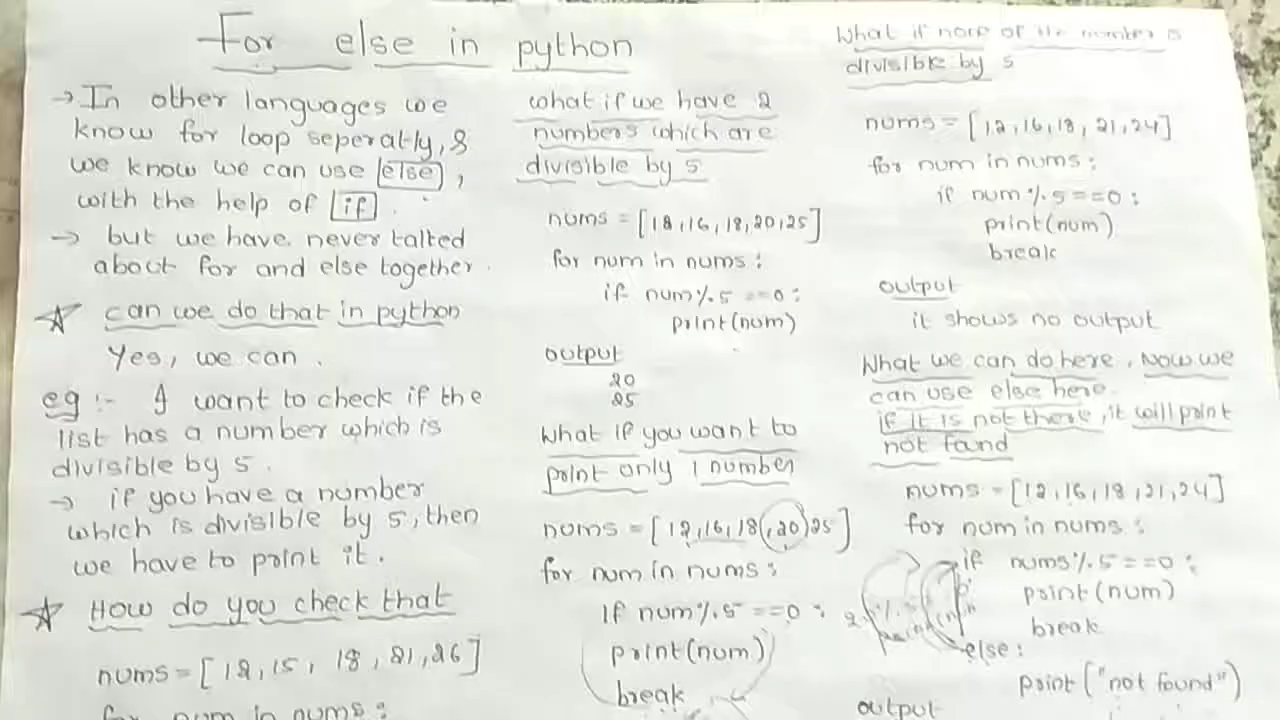 For else in python
→ In other languages we
know for loop seperatly, &
we know we can use else,
with the help of if.
→ but we have never talted
about for and else together.
☆ can we do that in python
Yes, we can.
eg :- I want to check if the
list has a number which is
divisible by 5.
→ if you have a number
which is divisible by 5, then
we have to print it.
☆ How do you check that
nums = [12, 15, 18, 21, 26]
for num in nums :
what if we have 2
numbers which are
divisible by 5
nums = [18, 16, 18, 20, 25]
for num in nums :
if num % 5 == 0 :
print(num)
output
20
25
What if you want to
print only 1 number
nums = [12, 16, 18, 20 25]
for num in nums :
If num % 5 == 0 :
print(num)
break
What if none of the number is
divisible by 5
nums = [12, 16, 18, 21, 24]
for num in nums :
if num % 5 == 0 :
print(num)
break
output
it shows no output
What we can do here. Now we
can use else here.
if it is not there, it will print
not found
nums = [12, 16, 18, 21, 24]
for num in nums :
if nums % 5 == 0 :
print(num)
break
else :
print ("not found")
output